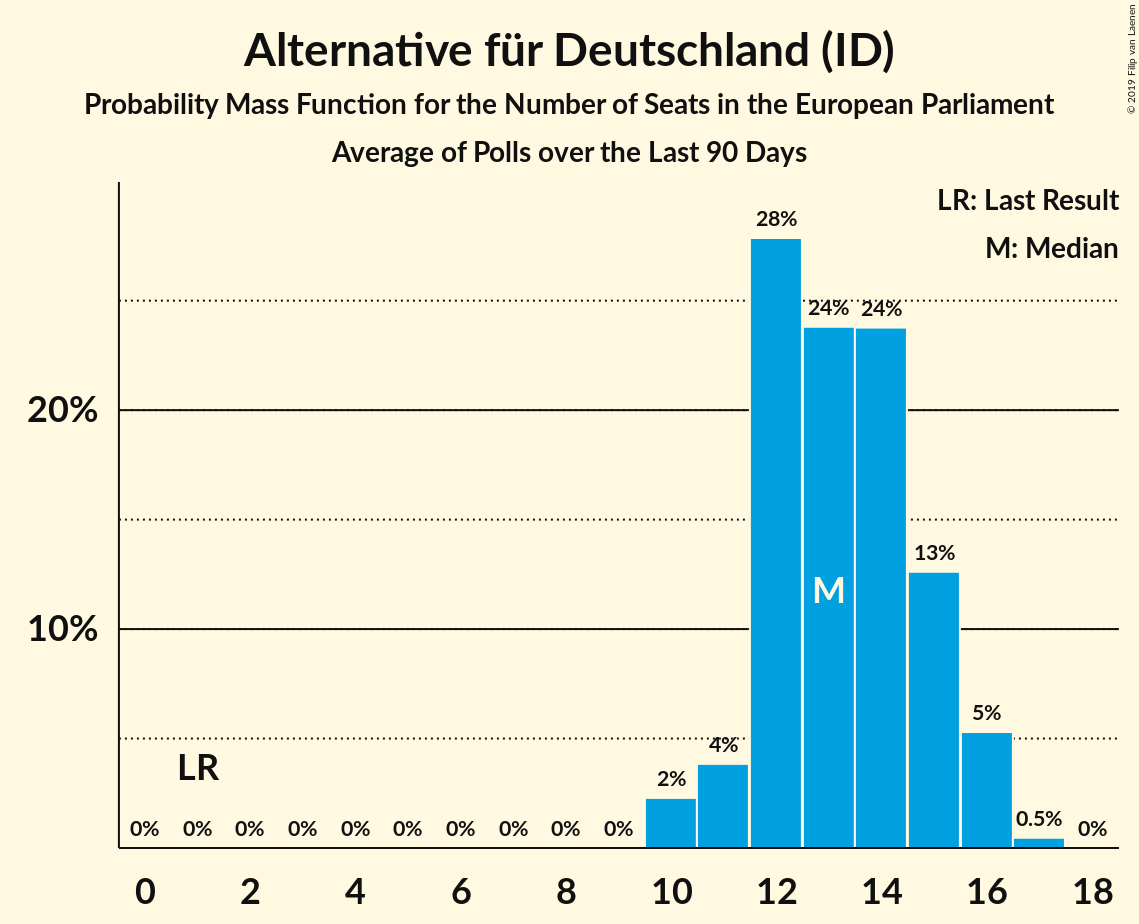 Alternative für Deutschland (ID)
Probability Mass Function for the Number of Seats in the European Parliament
Average of Polls over the Last 90 Days
© 2019 Filip van Laenen
LR: Last Result
M: Median
28%
24% 24%
20%
13%
M
10%
5%
4%
LR
2%
0.5%
0% 0% 0% 0% 0% 0% 0% 0% 0% 0% 0%
0 2 4 6 8 10 12 14 16 18